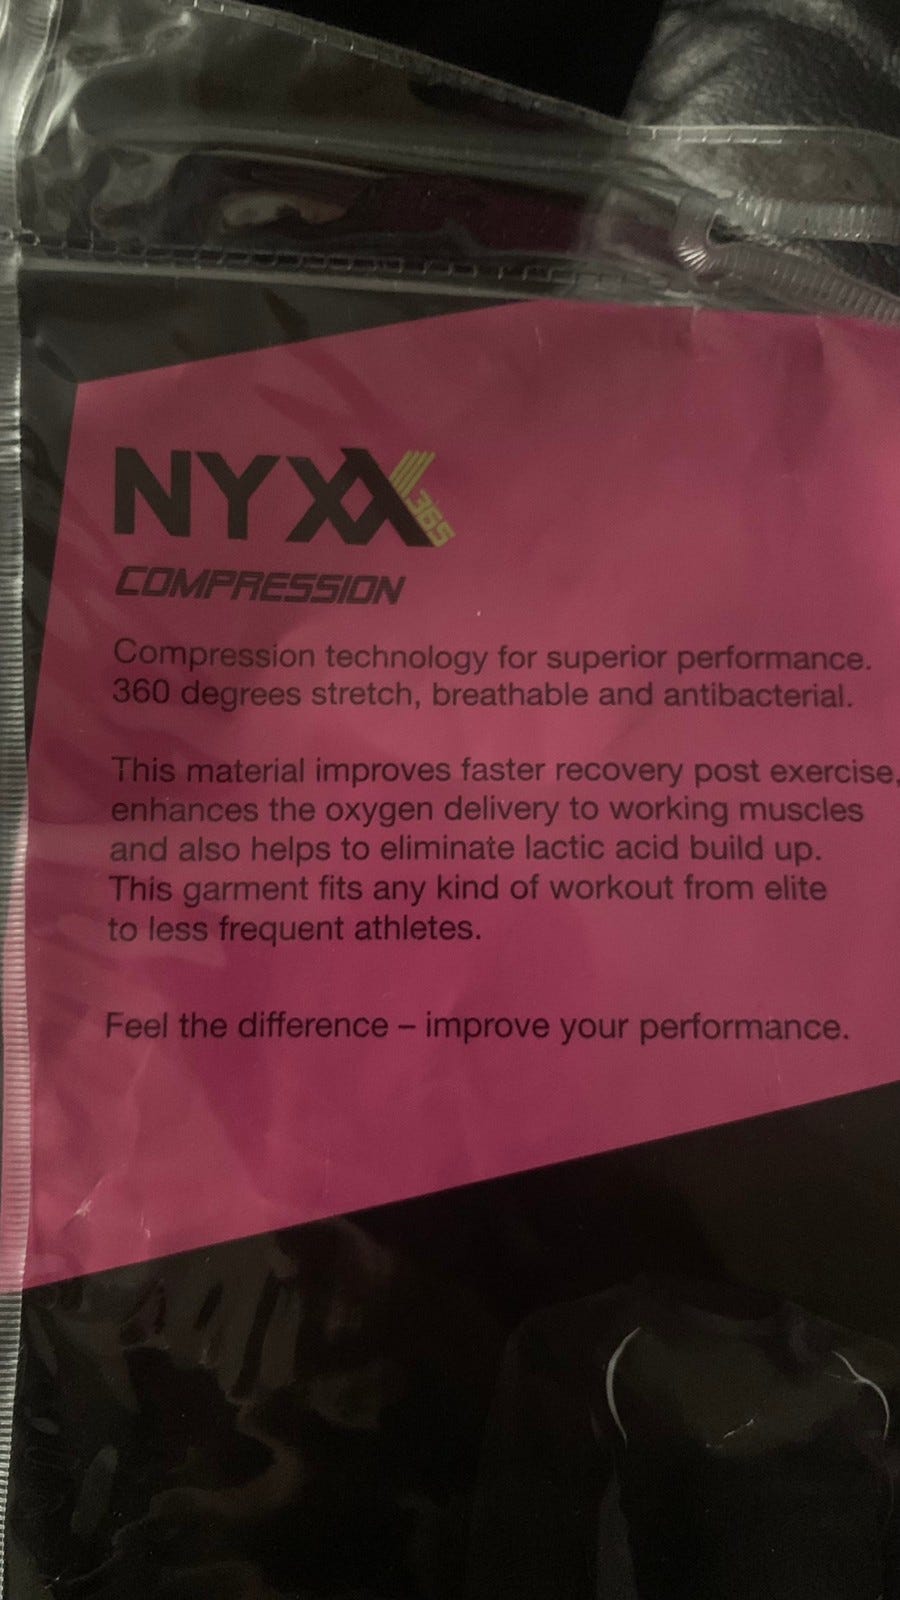 NYXX 365
COMPRESSION
Compression technology for superior performance.
360 degrees stretch, breathable and antibacterial.
This material improves faster recovery post exercise,
enhances the oxygen delivery to working muscles
and also helps to eliminate lactic acid build up.
This garment fits any kind of workout from elite
to less frequent athletes.
Feel the difference – improve your performance.